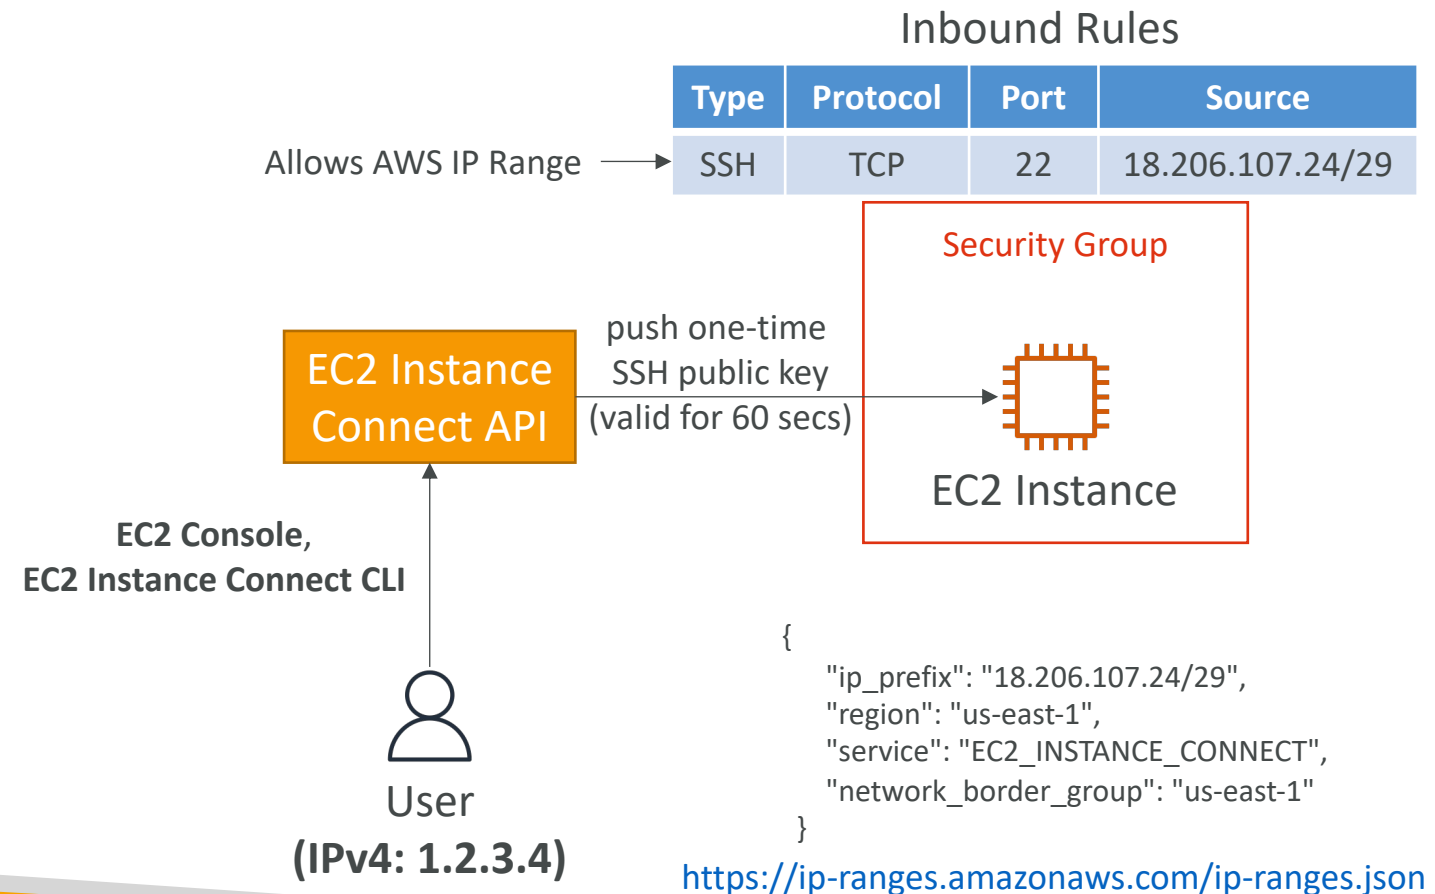 Inbound Rules
Type Protocol Port Source
Allows AWS IP Range SSH TCP 22 18.206.107.24/29
Security Group
push one-time
SSH public key
(valid for 60 secs)
EC2 Instance
Connect API
EC2 Instance
EC2 Console,
EC2 Instance Connect CLI
User
(IPv4: 1.2.3.4)
{
"ip_prefix": "18.206.107.24/29",
"region": "us-east-1",
"service": "EC2_INSTANCE_CONNECT",
"network_border_group": "us-east-1"
}
https://ip-ranges.amazonaws.com/ip-ranges.json